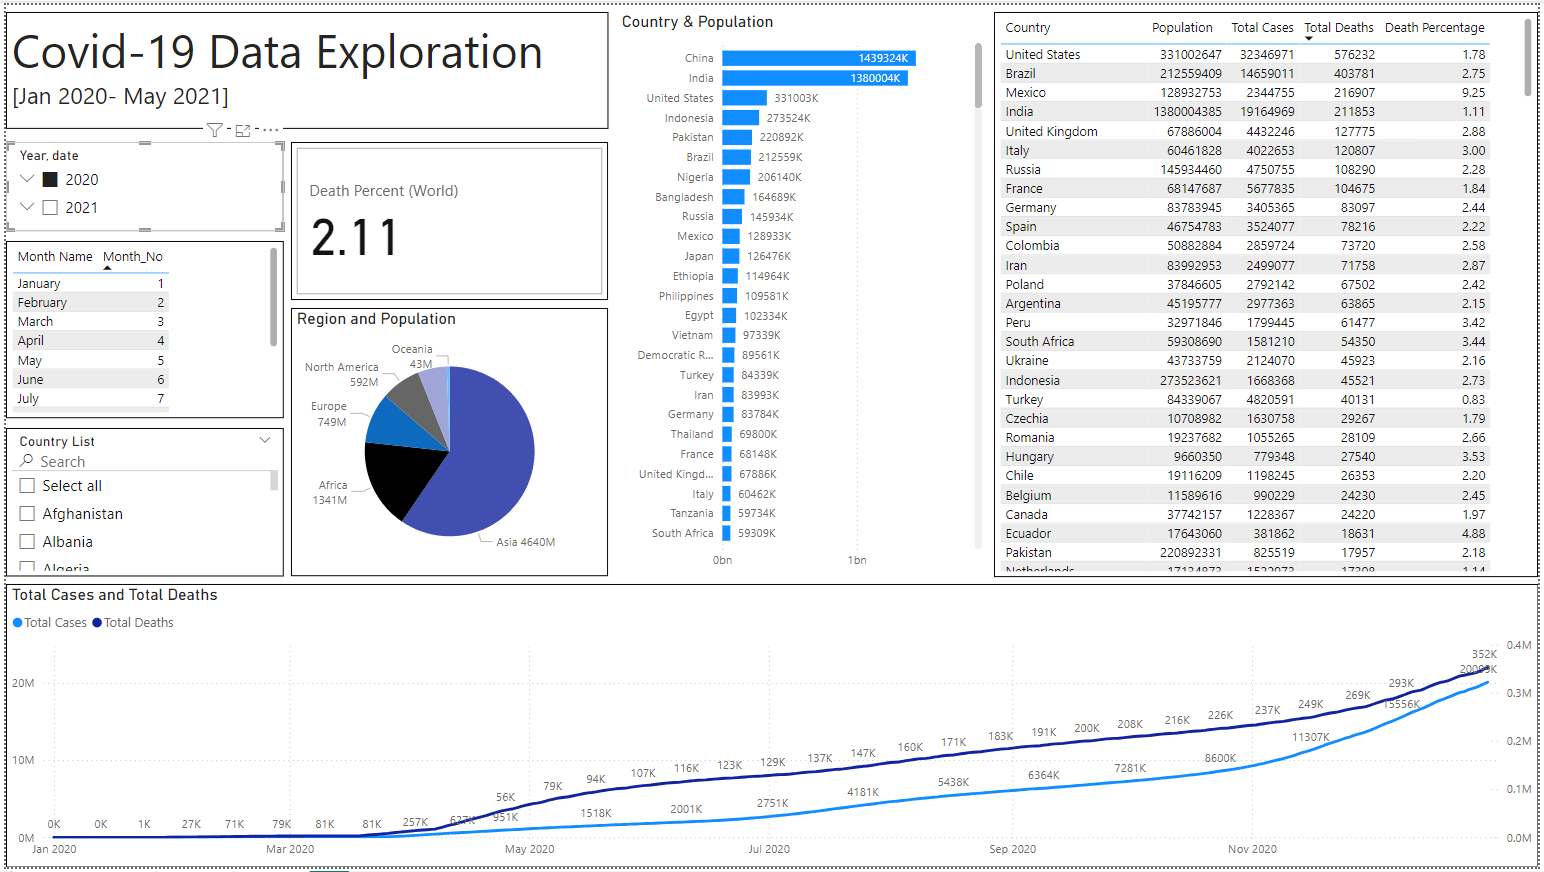 Covid-19 Data Exploration
[Jan 2020- May 2021]
Year, date
2020
2021
Month Name Month_No
January 1
February 2
March 3
April 4
May 5
June 6
July 7
Country List
Search
Select all
Afghanistan
Albania
Algeria
Death Percent (World)
2.11
Region and Population
Oceania
43M
North America
592M
Europe
749M
Africa
1341M
Asia 4640M
Country & Population
China 1439324K
India 1380004K
United States 331003K
Indonesia 273524K
Pakistan 220892K
Brazil 212559K
Nigeria 206140K
Bangladesh 164689K
Russia 145934K
Mexico 128933K
Japan 126476K
Ethiopia 114964K
Philippines 109581K
Egypt 102334K
Vietnam 97339K
Democratic R... 89561K
Turkey 84339K
Iran 83993K
Germany 83784K
Thailand 69800K
France 68148K
United Kingd... 67886K
Italy 60462K
Tanzania 59734K
South Africa 59309K
0bn 1bn
Country Population Total Cases Total Deaths Death Percentage
United States 331002647 32346971 576232 1.78
Brazil 212559409 14659011 403781 2.75
Mexico 128932753 2344755 216907 9.25
India 1380004385 19164969 211853 1.11
United Kingdom 67886004 4432246 127775 2.88
Italy 60461828 4022653 120807 3.00
Russia 145934460 4750755 108290 2.28
France 68147687 5677835 104675 1.84
Germany 83783945 3405365 83097 2.44
Spain 46754783 3524077 78216 2.22
Colombia 50882884 2859724 73720 2.58
Iran 83992953 2499077 71758 2.87
Poland 37846605 2792142 67502 2.42
Argentina 45195777 2977363 63865 2.15
Peru 32971846 1799445 61477 3.42
South Africa 59308690 1581210 54350 3.44
Ukraine 43733759 2124070 45923 2.16
Indonesia 273523621 1668368 45521 2.73
Turkey 84339067 4820591 40131 0.83
Czechia 10708982 1630758 29267 1.79
Romania 19237682 1055265 28109 2.66
Hungary 9660350 779348 27540 3.53
Chile 19116209 1198245 26353 2.20
Belgium 11589616 990229 24230 2.45
Canada 37742157 1228367 24220 1.97
Ecuador 17643060 381862 18631 4.88
Pakistan 220892331 825519 17957 2.18
Netherlands 17134873 1522973 17398 1.14
Total Cases and Total Deaths
Total Cases Total Deaths
20M
10M
0M
0.4M
0.3M
0.2M
0.1M
0.0M
0K 0K 1K 27K 71K 79K 81K 81K 257K 627K 951K 1518K 2001K 2751K 4181K 5438K 6364K 7281K 8600K 11307K 15556K 20099K
56K 79K 94K 107K 116K 123K 129K 137K 147K 160K 171K 183K 191K 200K 208K 216K 226K 237K 249K 269K 293K 352K
Jan 2020 Mar 2020 May 2020 Jul 2020 Sep 2020 Nov 2020